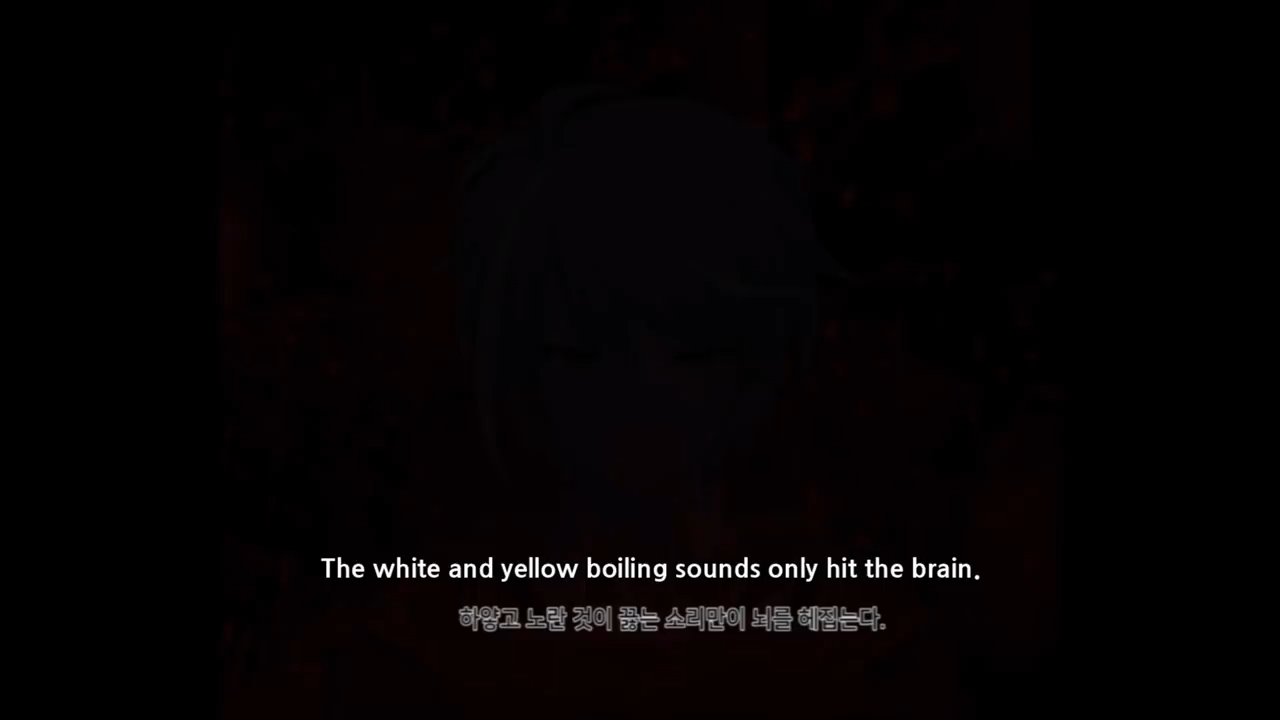 The white and yellow boiling sounds only hit the brain.
하얗고 노란 것이 끓는 소리만이 뇌를 헤집는다.